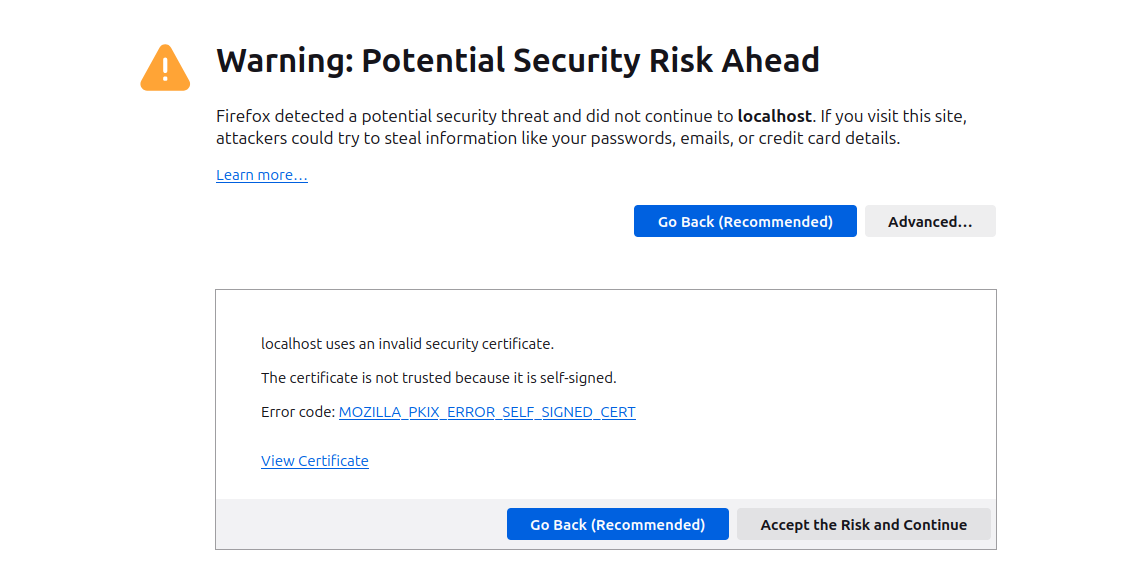 Warning: Potential Security Risk Ahead
Firefox detected a potential security threat and did not continue to localhost. If you visit this site,
attackers could try to steal information like your passwords, emails, or credit card details.
Learn more…
Go Back (Recommended)
Advanced…
localhost uses an invalid security certificate.
The certificate is not trusted because it is self-signed.
Error code: MOZILLA_PKIX_ERROR_SELF_SIGNED_CERT
View Certificate
Go Back (Recommended)
Accept the Risk and Continue